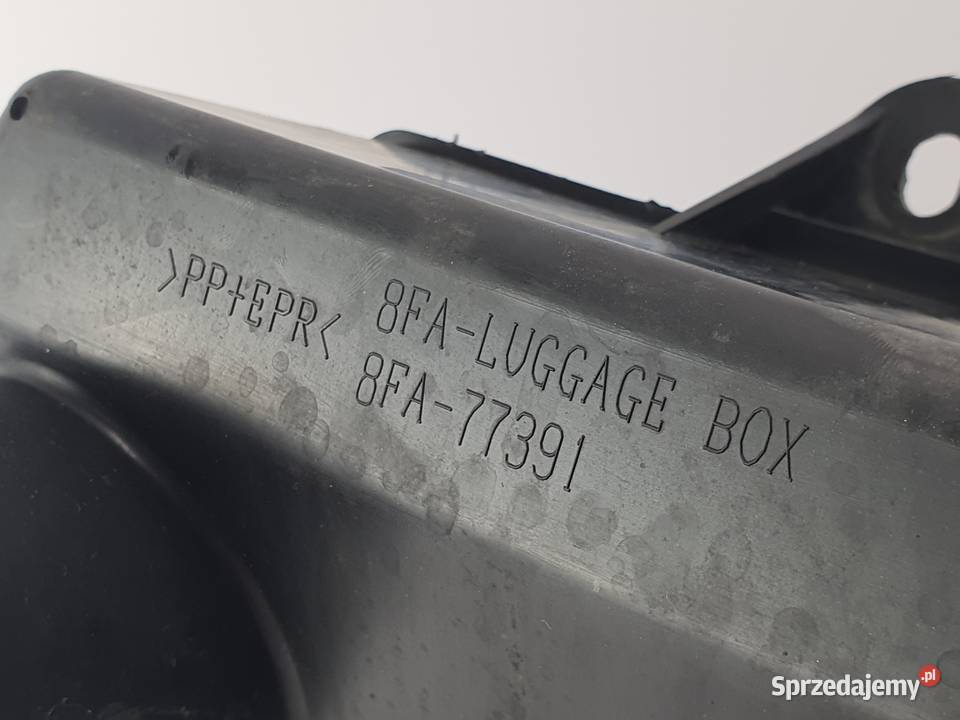 >PP+EPR<
8FA-LUGGAGE BOX
8FA-77391
Sprzedajemy.pl